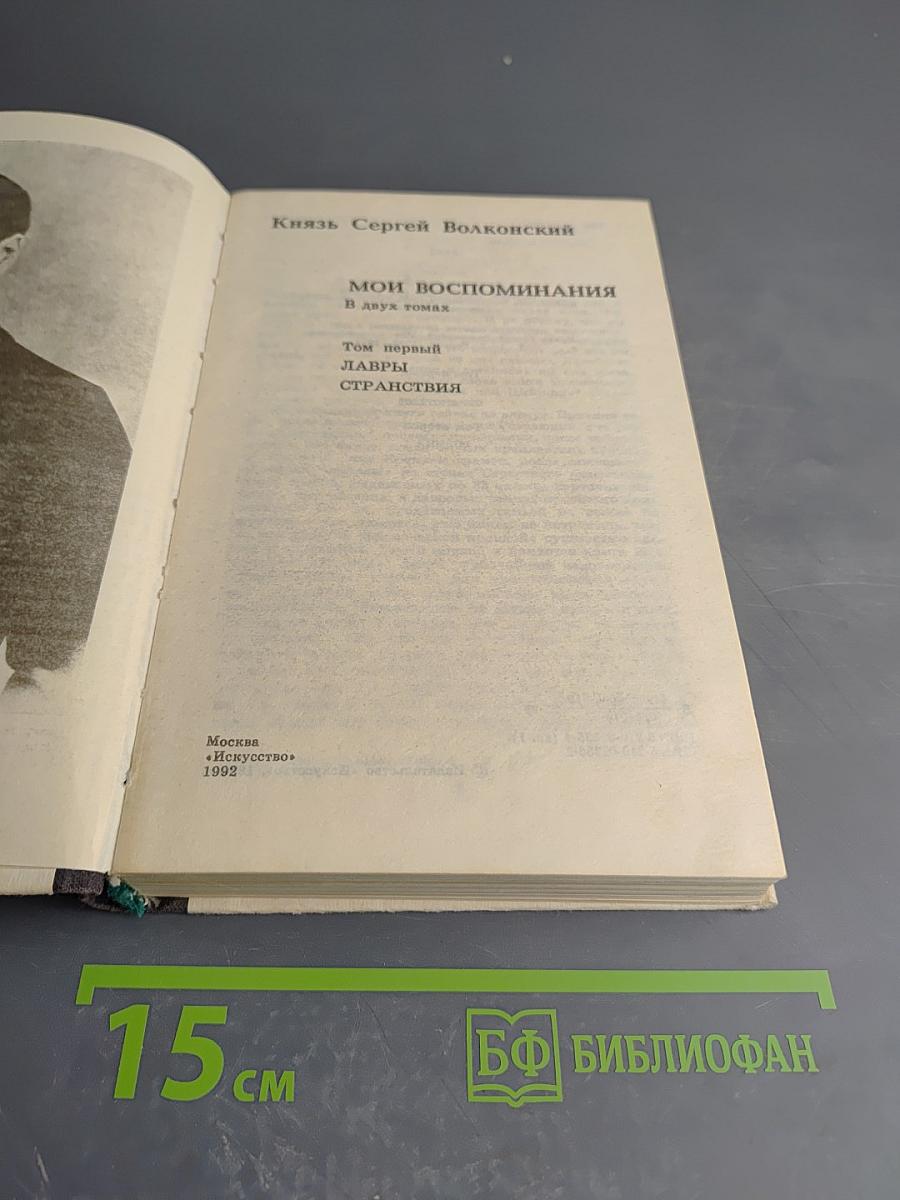 Князь Сергей Волконский
МОИ ВОСПОМИНАНИЯ
В двух томах
Том первый
ЛАВРЫ
СТРАНСТВИЯ
Москва
«Искусство»
1992
15 см
БФ БИБЛИОФАН